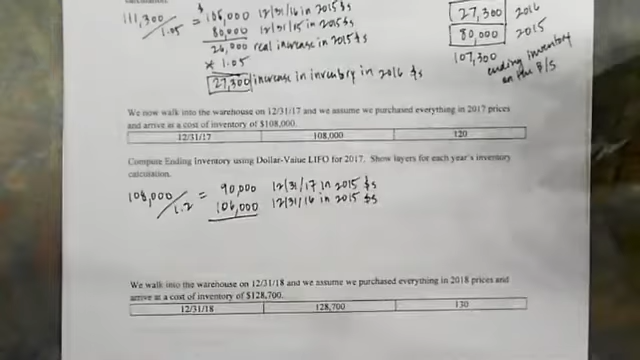 calculation.
111,300/1.05 = $ 106,000 12/31/16 in 2015 $s
80,000 12/31/15 in 2015 $s
26,000 real increase in 2015 $s
* 1.05
27,300 increase in inventory in 2016 $s
27,300 2016
80,000 2015
107,300
ending inventory
on the B/S
We now walk into the warehouse on 12/31/17 and we assume we purchased everything in 2017 prices
and arrive at a cost of inventory of $108,000.
12/31/17 108,000 120
Compute Ending Inventory using Dollar-Value LIFO for 2017. Show layers for each year's inventory
calculation.
108,000/1.2 = 90,000 12/31/17 in 2015 $s
106,000 12/31/16 in 2015 $s
We walk into the warehouse on 12/31/18 and we assume we purchased everything in 2018 prices and
arrive at a cost of inventory of $128,700.
12/31/18 128,700 130